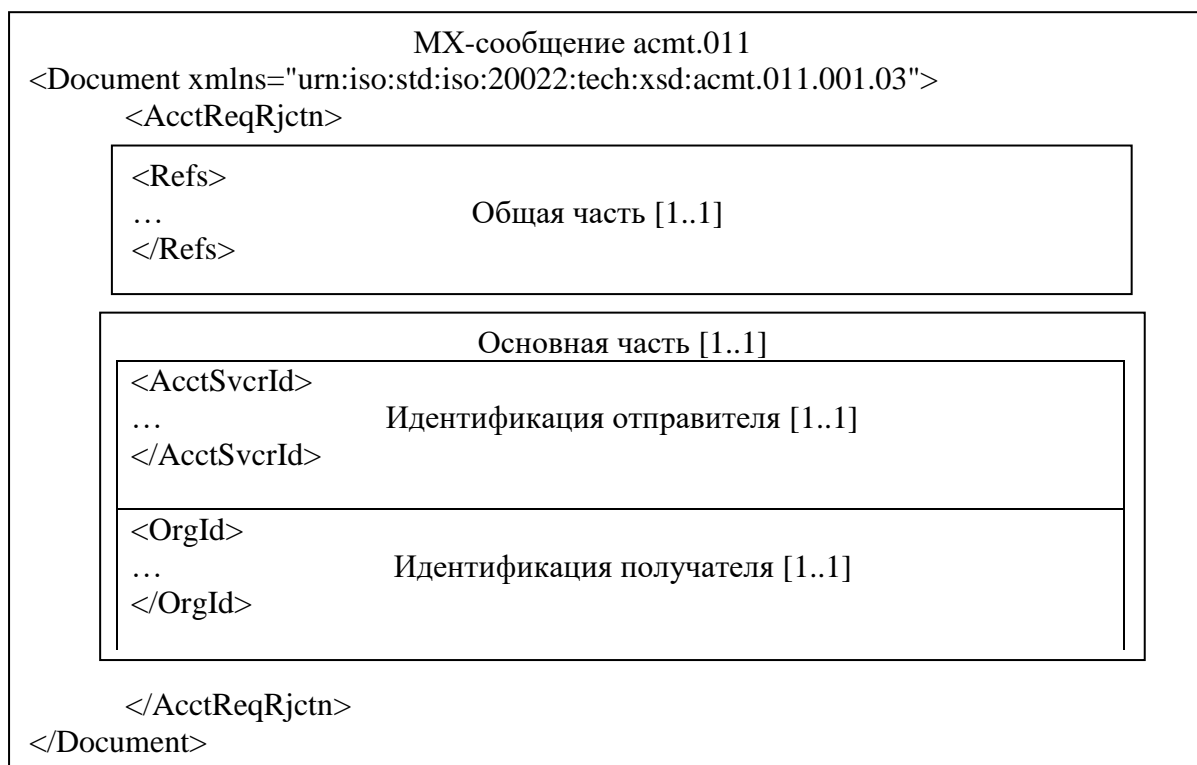 MX-сообщение acmt.011
<Document xmlns="urn:iso:std:iso:20022:tech:xsd:acmt.011.001.03">
<AcctReqRjctn>
<Refs>
… Общая часть [1..1]
</Refs>
Основная часть [1..1]
<AcctSvcrId>
… Идентификация отправителя [1..1]
</AcctSvcrId>
<OrgId>
… Идентификация получателя [1..1]
</OrgId>
</AcctReqRjctn>
</Document>